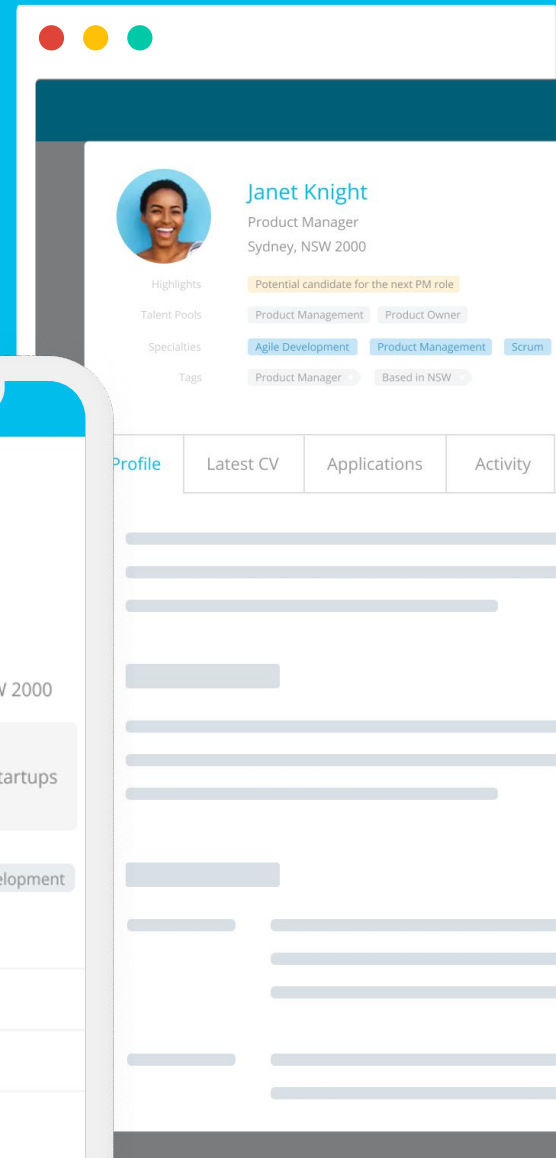 Janet Knight
Product Manager
Sydney, NSW 2000
Highlights Potential candidate for the next PM role
Talent Pools Product Management Product Owner
Specialties Agile Development Product Management Scrum
Tags Product Manager Based in NSW
Profile Latest CV Applications Activity
W 2000
tartups
elopment